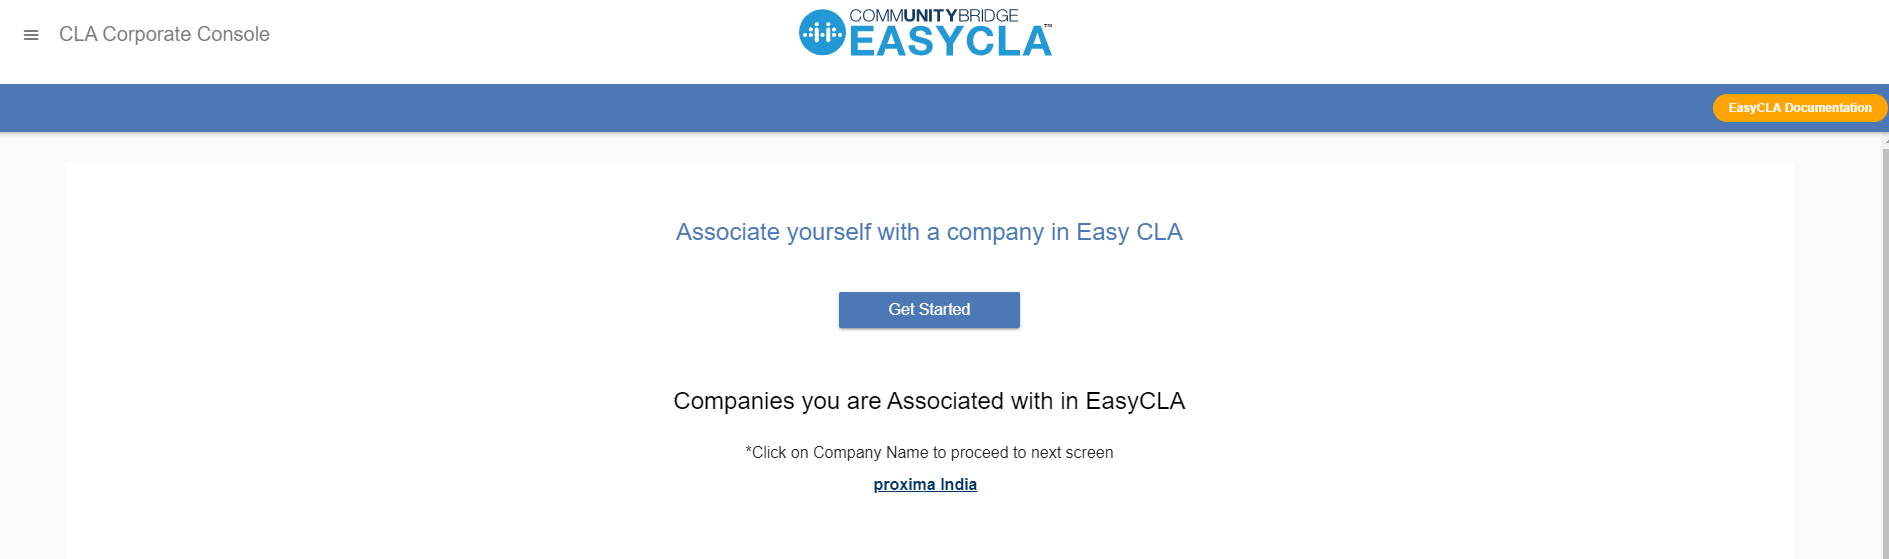 CLA Corporate Console
COMMUNITYBRIDGE
EASYCLA™
EasyCLA Documentation
Associate yourself with a company in Easy CLA
Get Started
Companies you are Associated with in EasyCLA
*Click on Company Name to proceed to next screen
proxima India